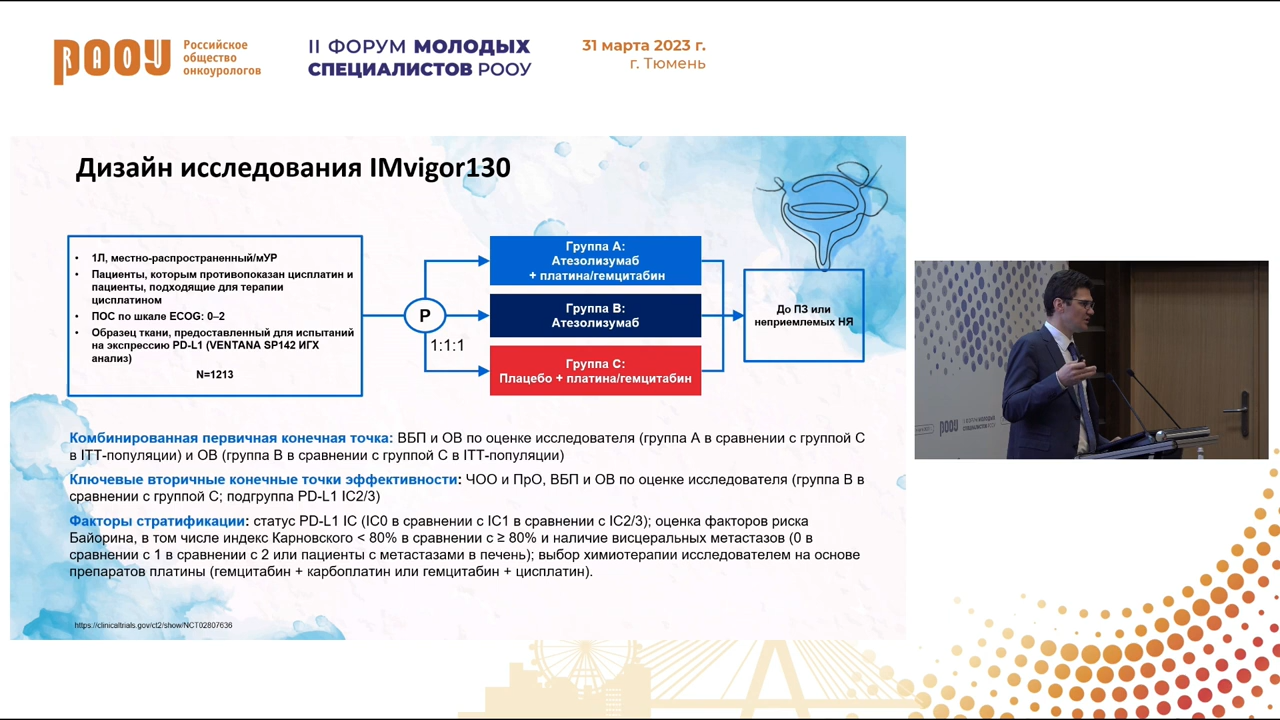 РООУ
RAOU
Российское
общество
онкоурологов
II ФОРУМ МОЛОДЫХ
СПЕЦИАЛИСТОВ РООУ
31 марта 2023 г.
г. Тюмень
Дизайн исследования IMvigor130
• 1Л, местно-распространенный/мУР
• Пациенты, которым противопоказан цисплатин и
пациенты, подходящие для терапии
цисплатином
• ПОС по шкале ECOG: 0–2
• Образец ткани, предоставленный для испытаний
на экспрессию PD-L1 (VENTANA SP142 ИГХ
анализ)
N=1213
Р
1:1:1
Группа А:
Атезолизумаб
+ платина/гемцитабин
Группа В:
Атезолизумаб
Группа С:
Плацебо + платина/гемцитабин
До ПЗ или
неприемлемых НЯ
Комбинированная первичная конечная точка: ВБП и ОВ по оценке исследователя (группа А в сравнении с группой С
в ITT-популяции) и ОВ (группа В в сравнении с группой С в ITT-популяции)
Ключевые вторичные конечные точки эффективности: ЧОО и ПрО, ВБП и ОВ по оценке исследователя (группа В в
сравнении с группой С; подгруппа PD-L1 IC2/3)
Факторы стратификации: статус PD-L1 IC (IC0 в сравнении с IC1 в сравнении с IC2/3); оценка факторов риска
Байорина, в том числе индекс Карновского < 80% в сравнении с ≥ 80% и наличие висцеральных метастазов (0 в
сравнении с 1 в сравнении с 2 или пациенты с метастазами в печень); выбор химиотерапии исследователем на основе
препаратов платины (гемцитабин + карбоплатин или гемцитабин + цисплатин).
https://clinicaltrials.gov/ct2/show/NCT02807636
РООУ
II ФОРУМ МОЛОДЫХ
СПЕЦИАЛИСТОВ РООУ